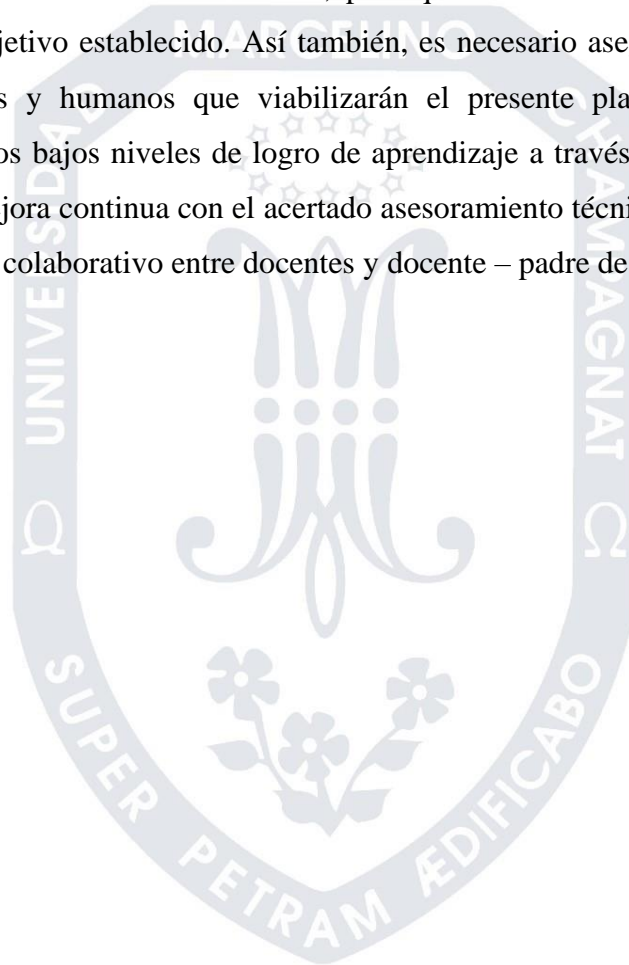 jetivo establecido. Así también, es necesario ase
s y humanos que viabilizarán el presente pla
os bajos niveles de logro de aprendizaje a través
jora continua con el acertado asesoramiento técni
colaborativo entre docentes y docente – padre de
UNIVERSIDAD MARCELINO CHAMPAGNAT
SUPER PETRAM ÆDIFICABO